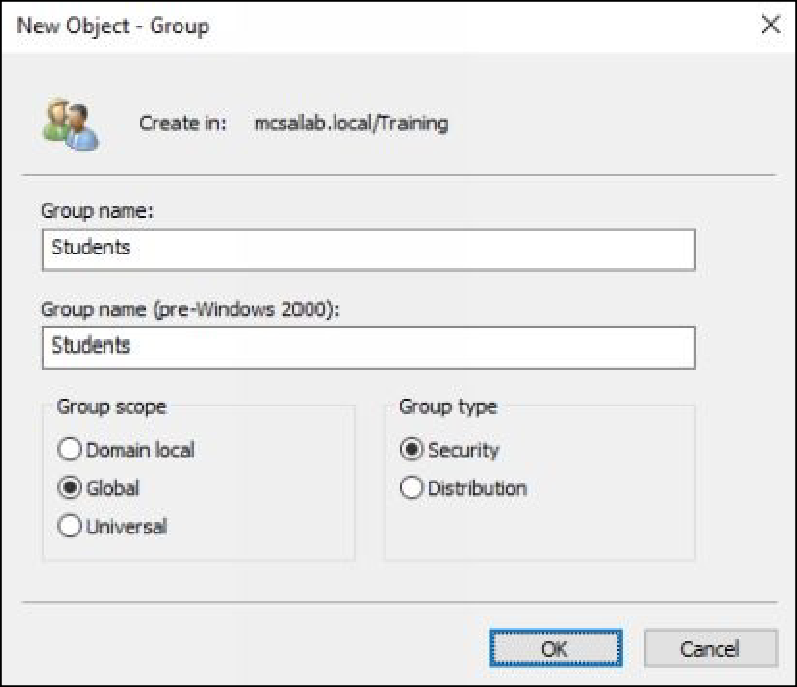 New Object - Group
Create in: mcsallab.local/Training
Group name:
Students
Group name (pre-Windows 2000):
Students
Group scope
Domain local
Global
Universal
Group type
Security
Distribution
OK
Cancel